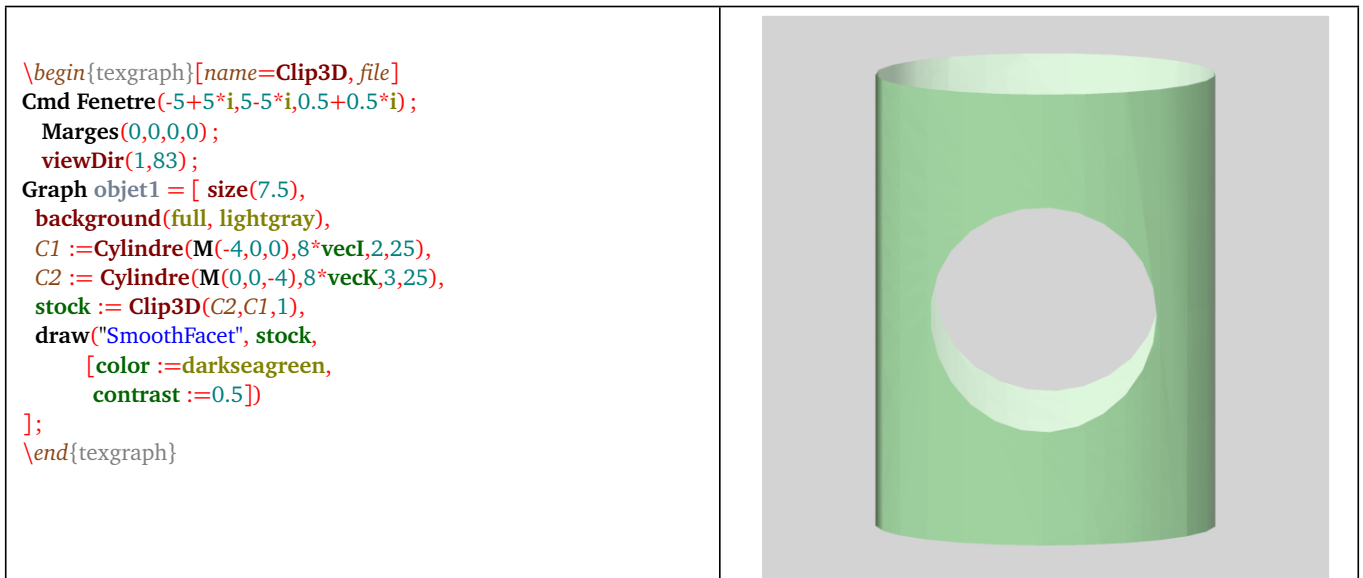 \begin{texgraph}[name=Clip3D, file]
Cmd Fenetre(-5+5*i,5-5*i,0.5+0.5*i) ;
Marges(0,0,0,0) ;
viewDir(1,83) ;
Graph objet1 = [ size(7.5),
background(full, lightgray),
C1 :=Cylindre(M(-4,0,0),8*vecI,2,25),
C2 := Cylindre(M(0,0,-4),8*vecK,3,25),
stock := Clip3D(C2,C1,1),
draw("SmoothFacet", stock,
[color :=darkseagreen,
contrast :=0.5])
];
\end{texgraph}